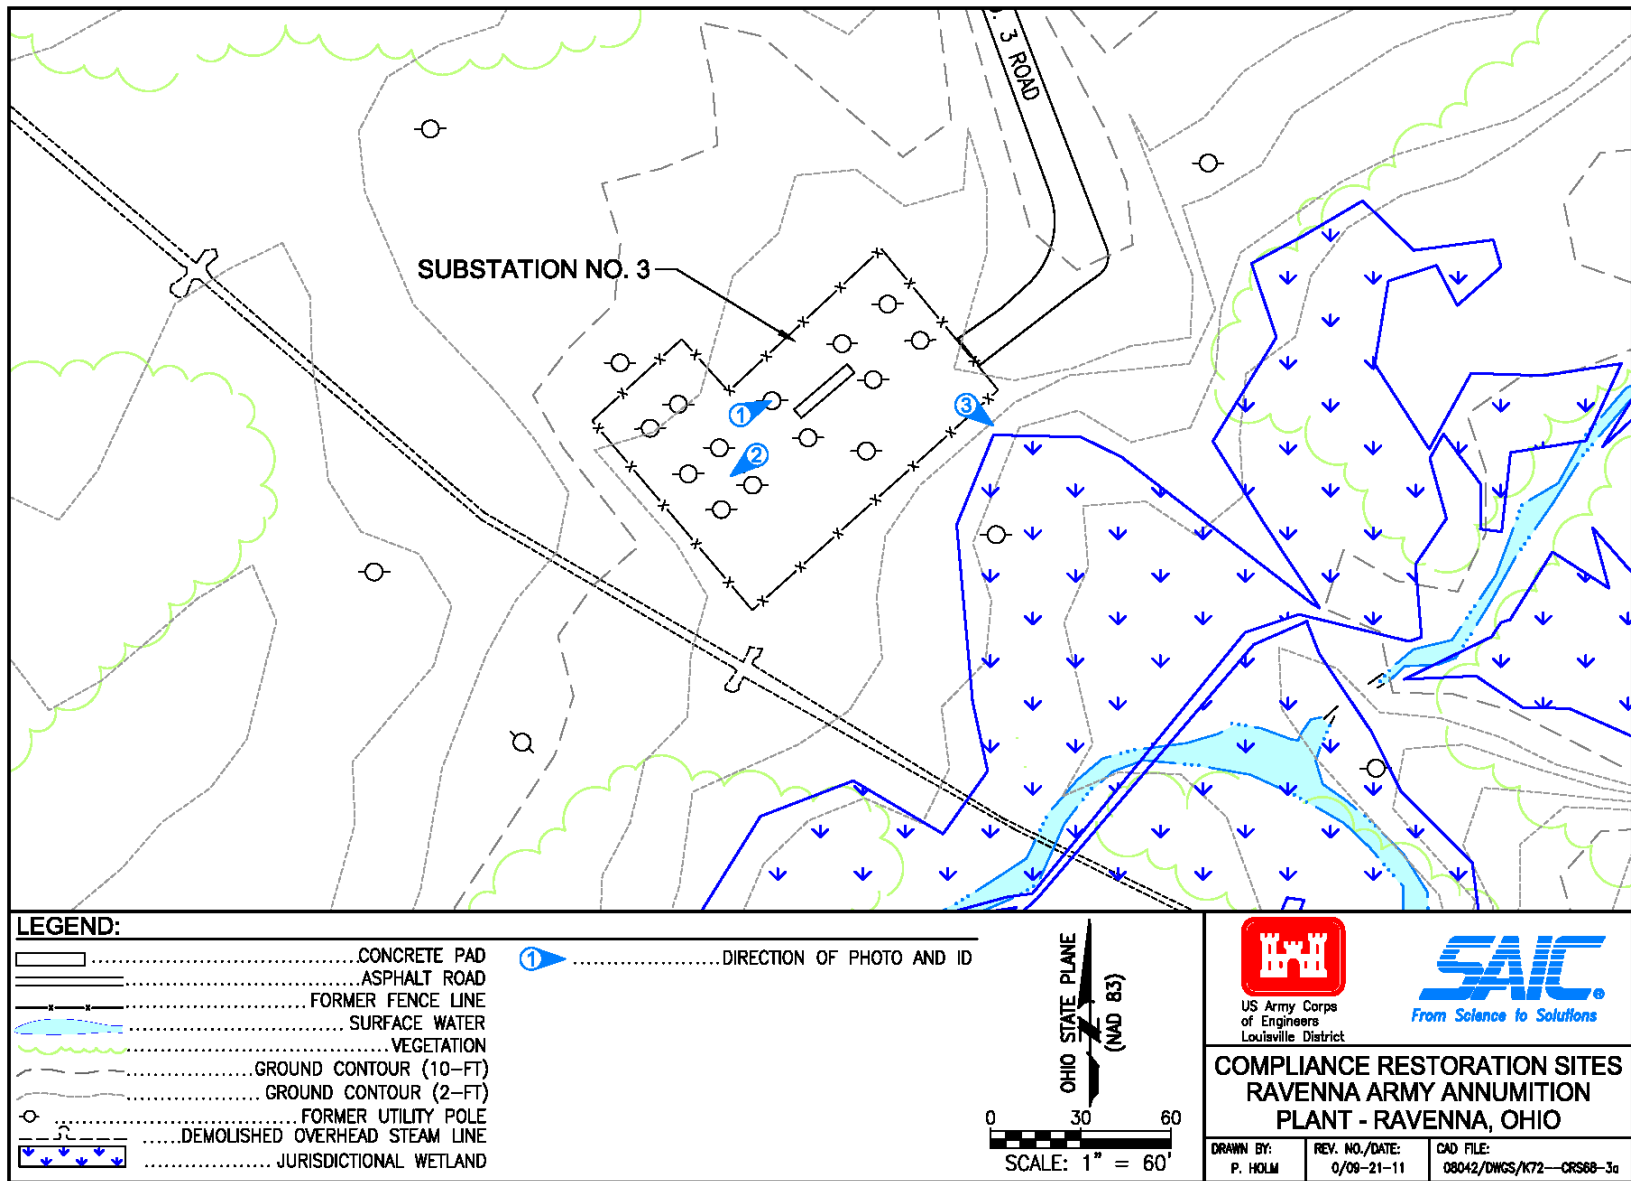 . 3 ROAD
SUBSTATION NO. 3
1
2
3
LEGEND:
CONCRETE PAD
ASPHALT ROAD
FORMER FENCE LINE
SURFACE WATER
VEGETATION
GROUND CONTOUR (10-FT)
GROUND CONTOUR (2-FT)
FORMER UTILITY POLE
DEMOLISHED OVERHEAD STEAM LINE
JURISDICTIONAL WETLAND
1 DIRECTION OF PHOTO AND ID
OHIO STATE PLANE
(NAD 83)
N
0 30 60
SCALE: 1" = 60'
US Army Corps
of Engineers
Louisville District
SAIC®
From Science to Solutions
COMPLIANCE RESTORATION SITES
RAVENNA ARMY ANNUMITION
PLANT - RAVENNA, OHIO
DRAWN BY:
P. HOLM
REV. NO./DATE:
0/09-21-11
CAD FILE:
08042/DWGS/K72--CRS68-3a